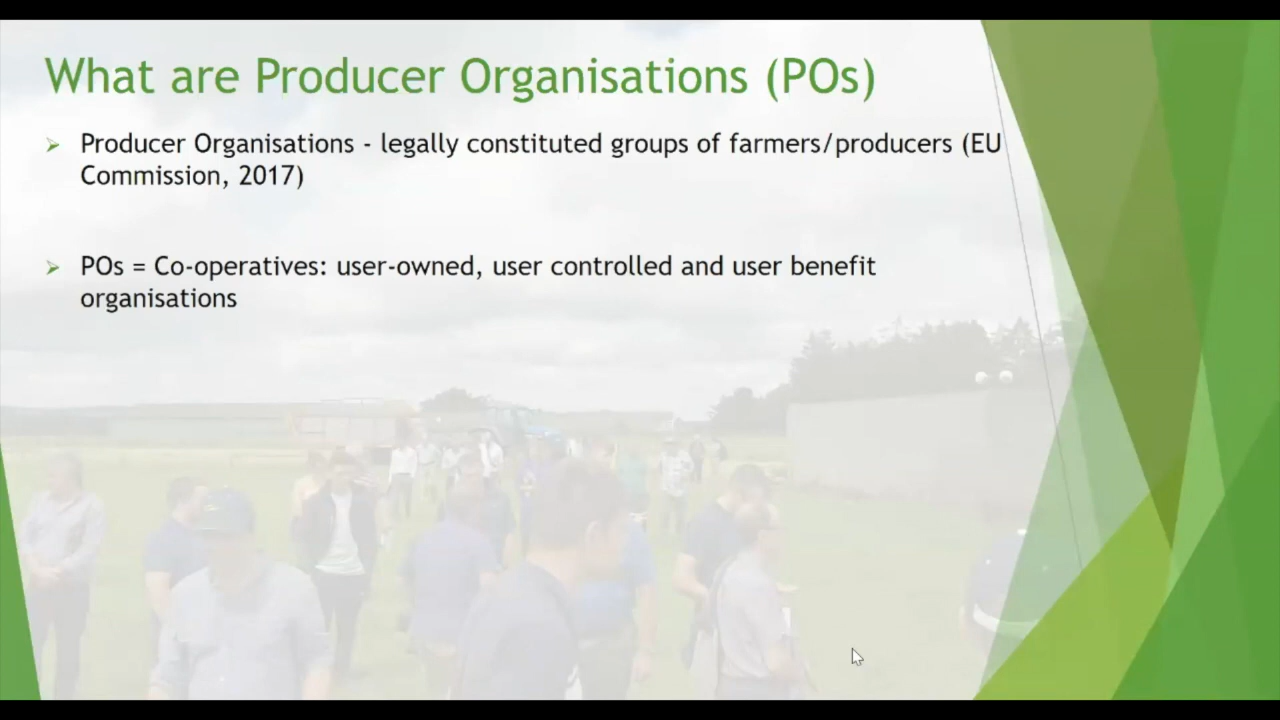 What are Producer Organisations (POs)
Producer Organisations - legally constituted groups of farmers/producers (EU
Commission, 2017)
POs = Co-operatives: user-owned, user controlled and user benefit
organisations